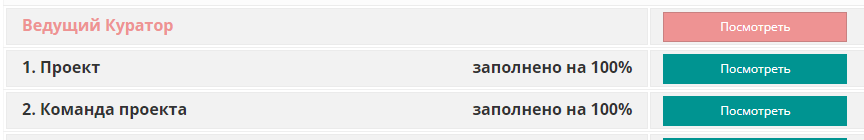 Ведущий Куратор Посмотреть
1. Проект заполнено на 100% Посмотреть
2. Команда проекта заполнено на 100% Посмотреть